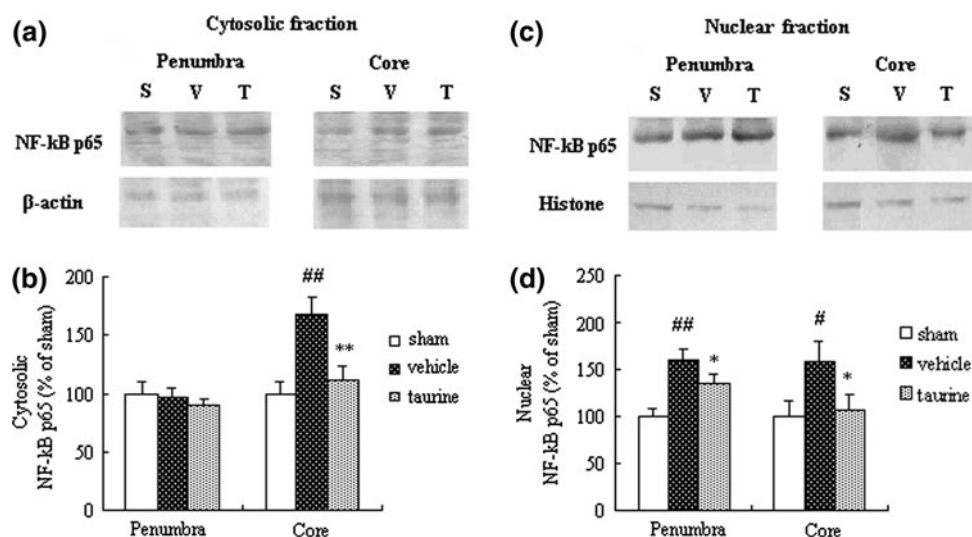 (a)
Cytosolic fraction
Penumbra
Core
S V T
S V T
NF-kB p65
β-actin
(c)
Nuclear fraction
Penumbra
Core
S V T
S V T
NF-kB p65
Histone
(b)
Cytosolic
NF-kB p65 (% of sham)
200
150
100
50
0
##
**
Penumbra
Core
sham
vehicle
taurine
(d)
Nuclear
NF-kB p65 (% of sham)
250
200
150
100
50
0
##
*
#
*
Penumbra
Core
sham
vehicle
taurine